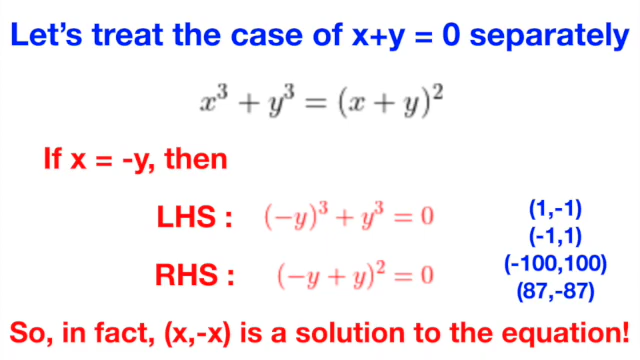 Let's treat the case of x+y = 0 separately
x³ + y³ = (x + y)²
If x = -y, then
LHS : (−y)³ + y³ = 0
RHS : (−y + y)² = 0
(1,-1)
(-1,1)
(-100,100)
(87,-87)
So, in fact, (x,-x) is a solution to the equation!